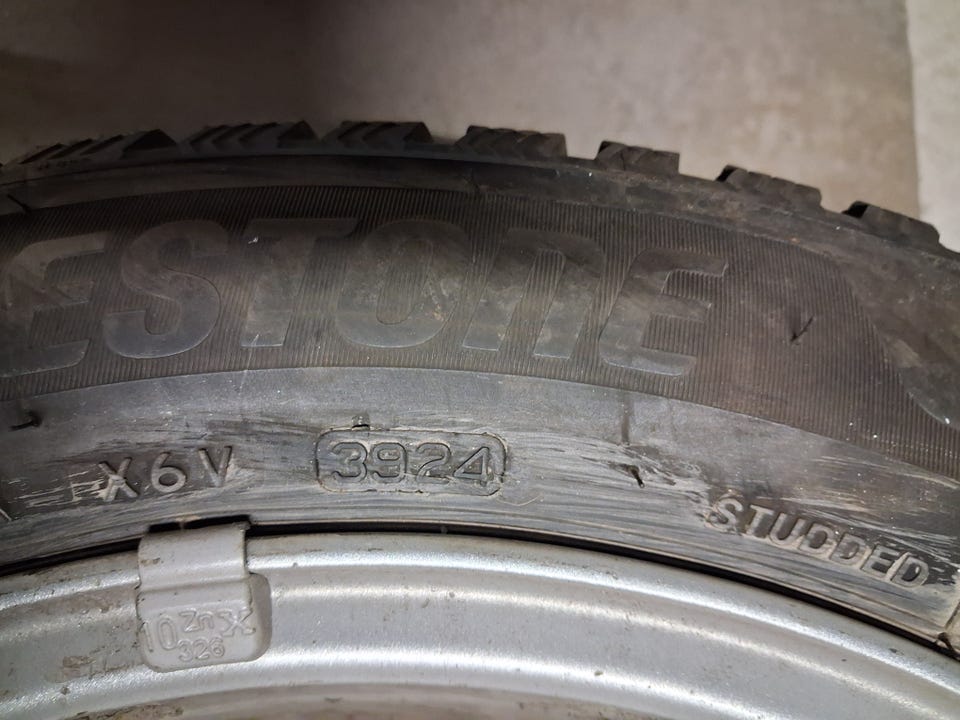 ESTONE
X6V 3924
STUDDED
10 Zn X
326